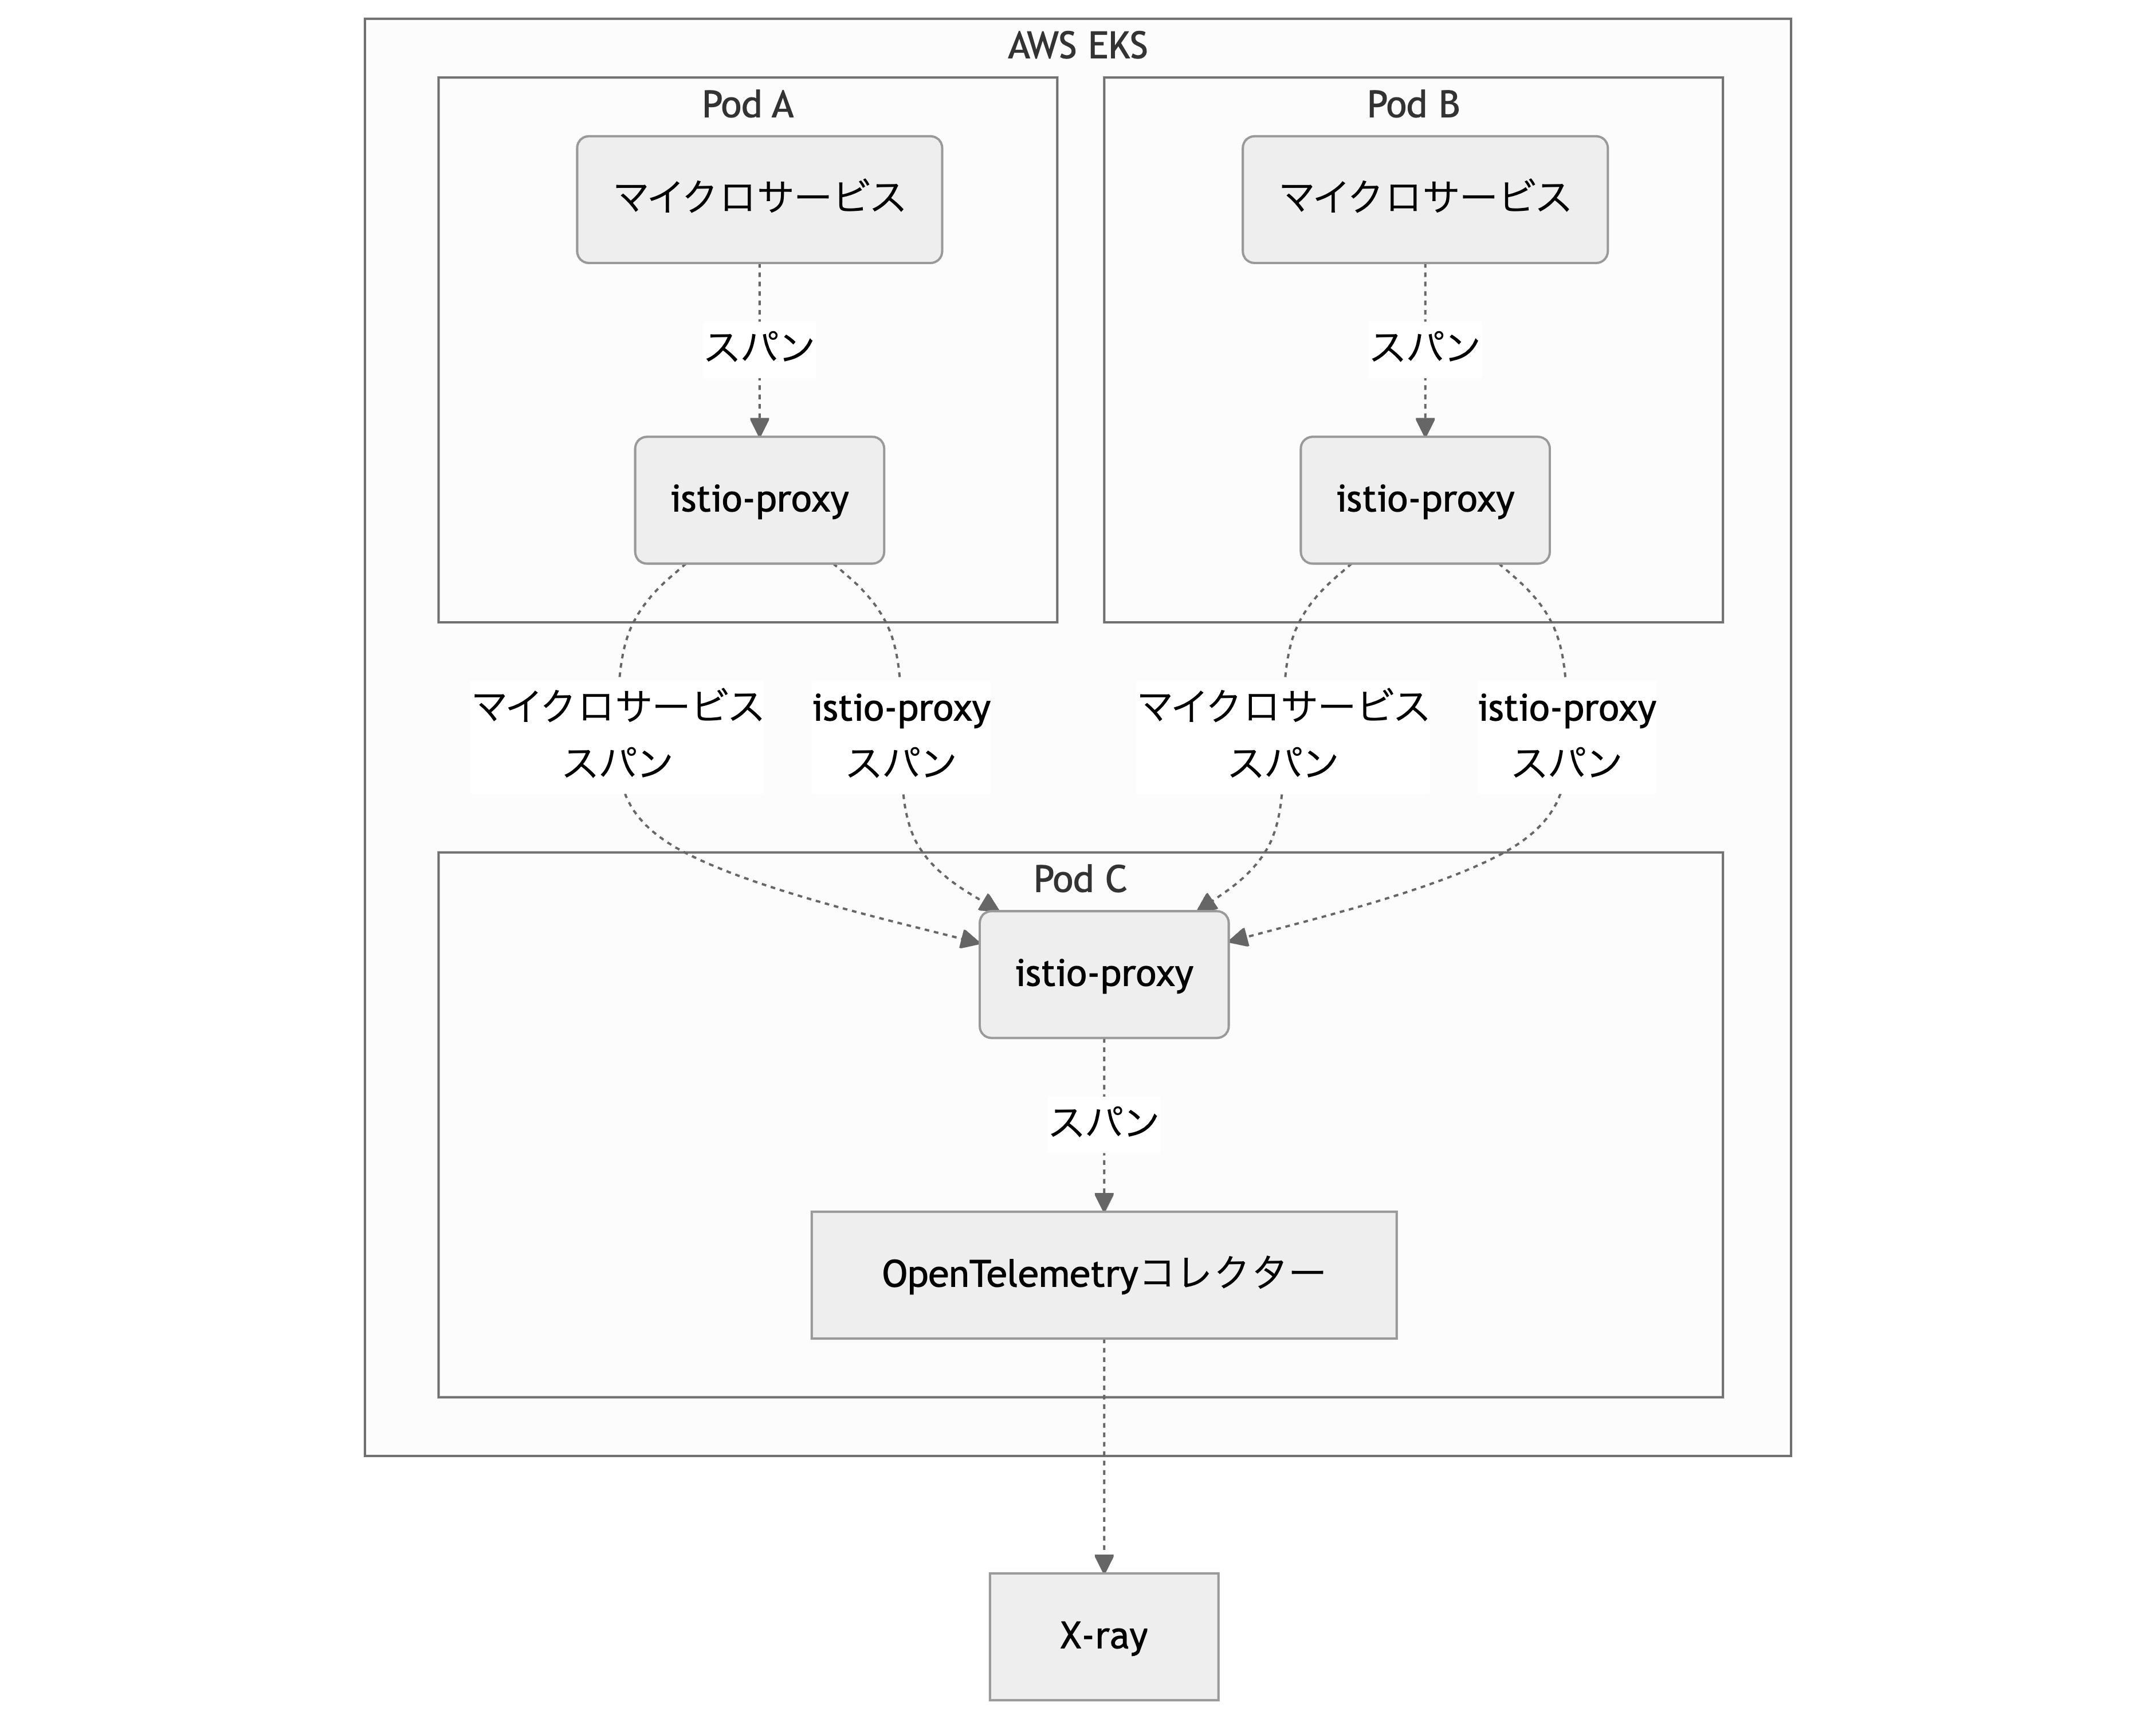 AWS EKS
Pod A
Pod B
マイクロサービス
マイクロサービス
スパン
スパン
istio-proxy
istio-proxy
マイクロサービス
スパン
istio-proxy
スパン
マイクロサービス
スパン
istio-proxy
スパン
Pod C
istio-proxy
スパン
OpenTelemetryコレクター
X-ray